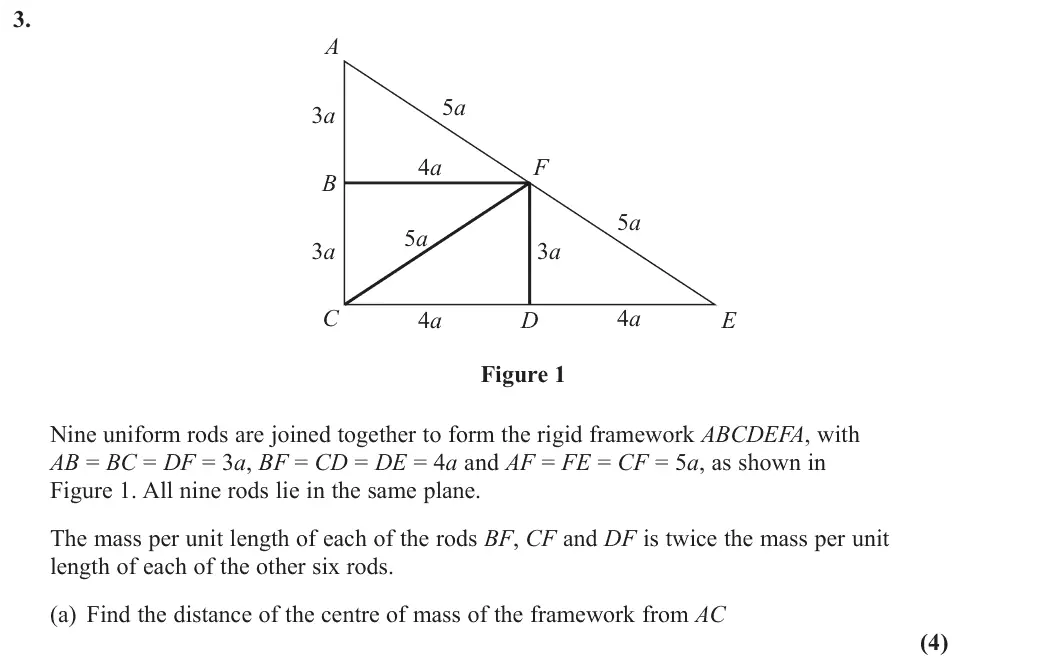 3.
A
3a
5a
4a
F
B
3a
5a
3a
5a
C
4a
D
4a
E
Figure 1
Nine uniform rods are joined together to form the rigid framework ABCDEFA, with
AB = BC = DF = 3a, BF = CD = DE = 4a and AF = FE = CF = 5a, as shown in
Figure 1. All nine rods lie in the same plane.
The mass per unit length of each of the rods BF, CF and DF is twice the mass per unit
length of each of the other six rods.
(a) Find the distance of the centre of mass of the framework from AC
(4)